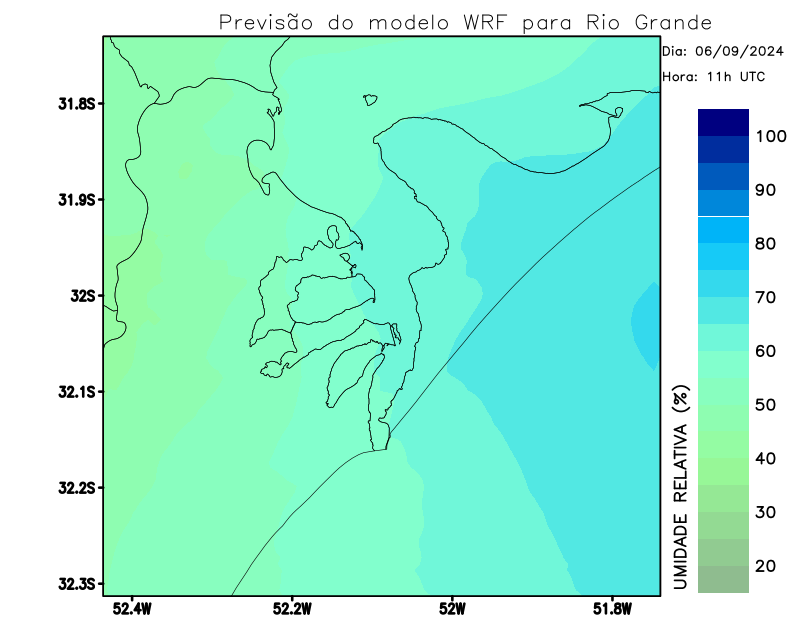 Previsão do modelo WRF para Rio Grande
Dia: 06/09/2024
Hora: 11h UTC
31.8S
31.9S
32S
32.1S
32.2S
32.3S
52.4W
52.2W
52W
51.8W
UMIDADE RELATIVA (%)
100
90
80
70
60
50
40
30
20